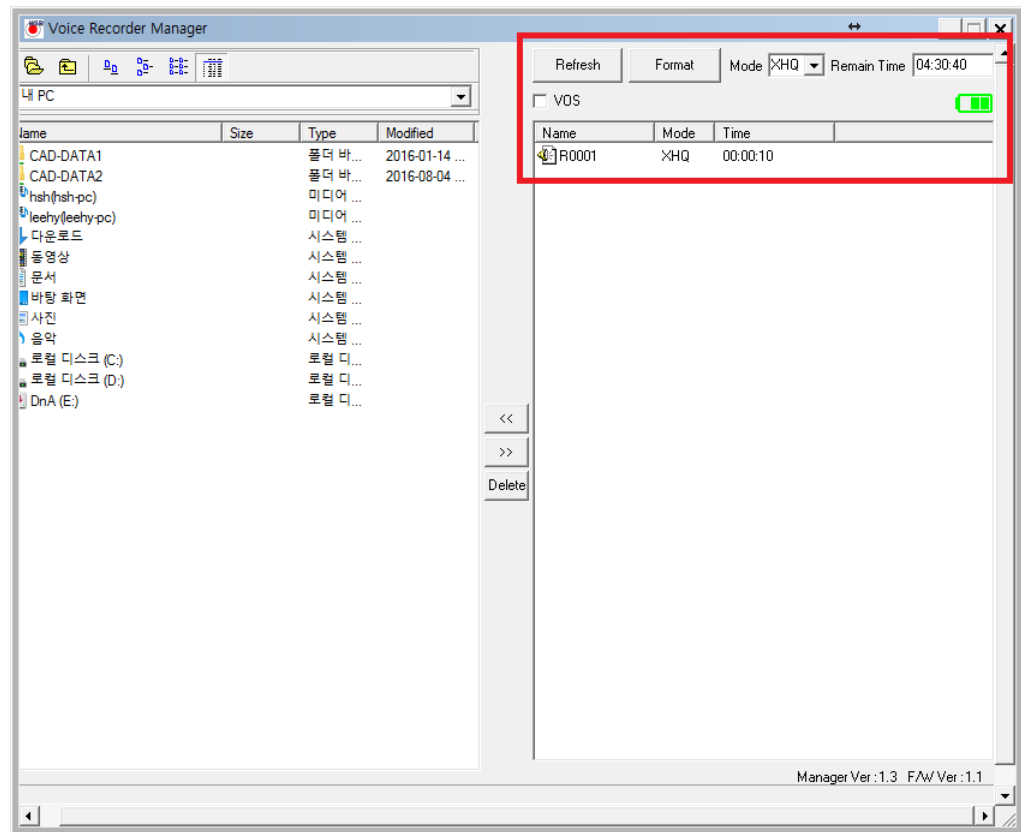 Voice Recorder Manager
Refresh Format Mode XHQ Remain Time 04:30:40
PC
VOS
Name Size Type Modified
CAD-DATA1 폴더 바... 2016-01-14 ...
CAD-DATA2 폴더 바... 2016-08-04 ...
hsh(hsh-pc) 미디어 ...
leehy(leehy-pc) 미디어 ...
다운로드 시스템 ...
동영상 시스템 ...
문서 시스템 ...
바탕 화면 시스템 ...
사진 시스템 ...
음악 시스템 ...
로컬 디스크 (C:) 로컬 디...
로컬 디스크 (D:) 로컬 디...
DnA (E:) 로컬 디...
<<
>>
Delete
Name Mode Time
R0001 XHQ 00:00:10
Manager Ver : 1.3 F/W Ver : 1.1